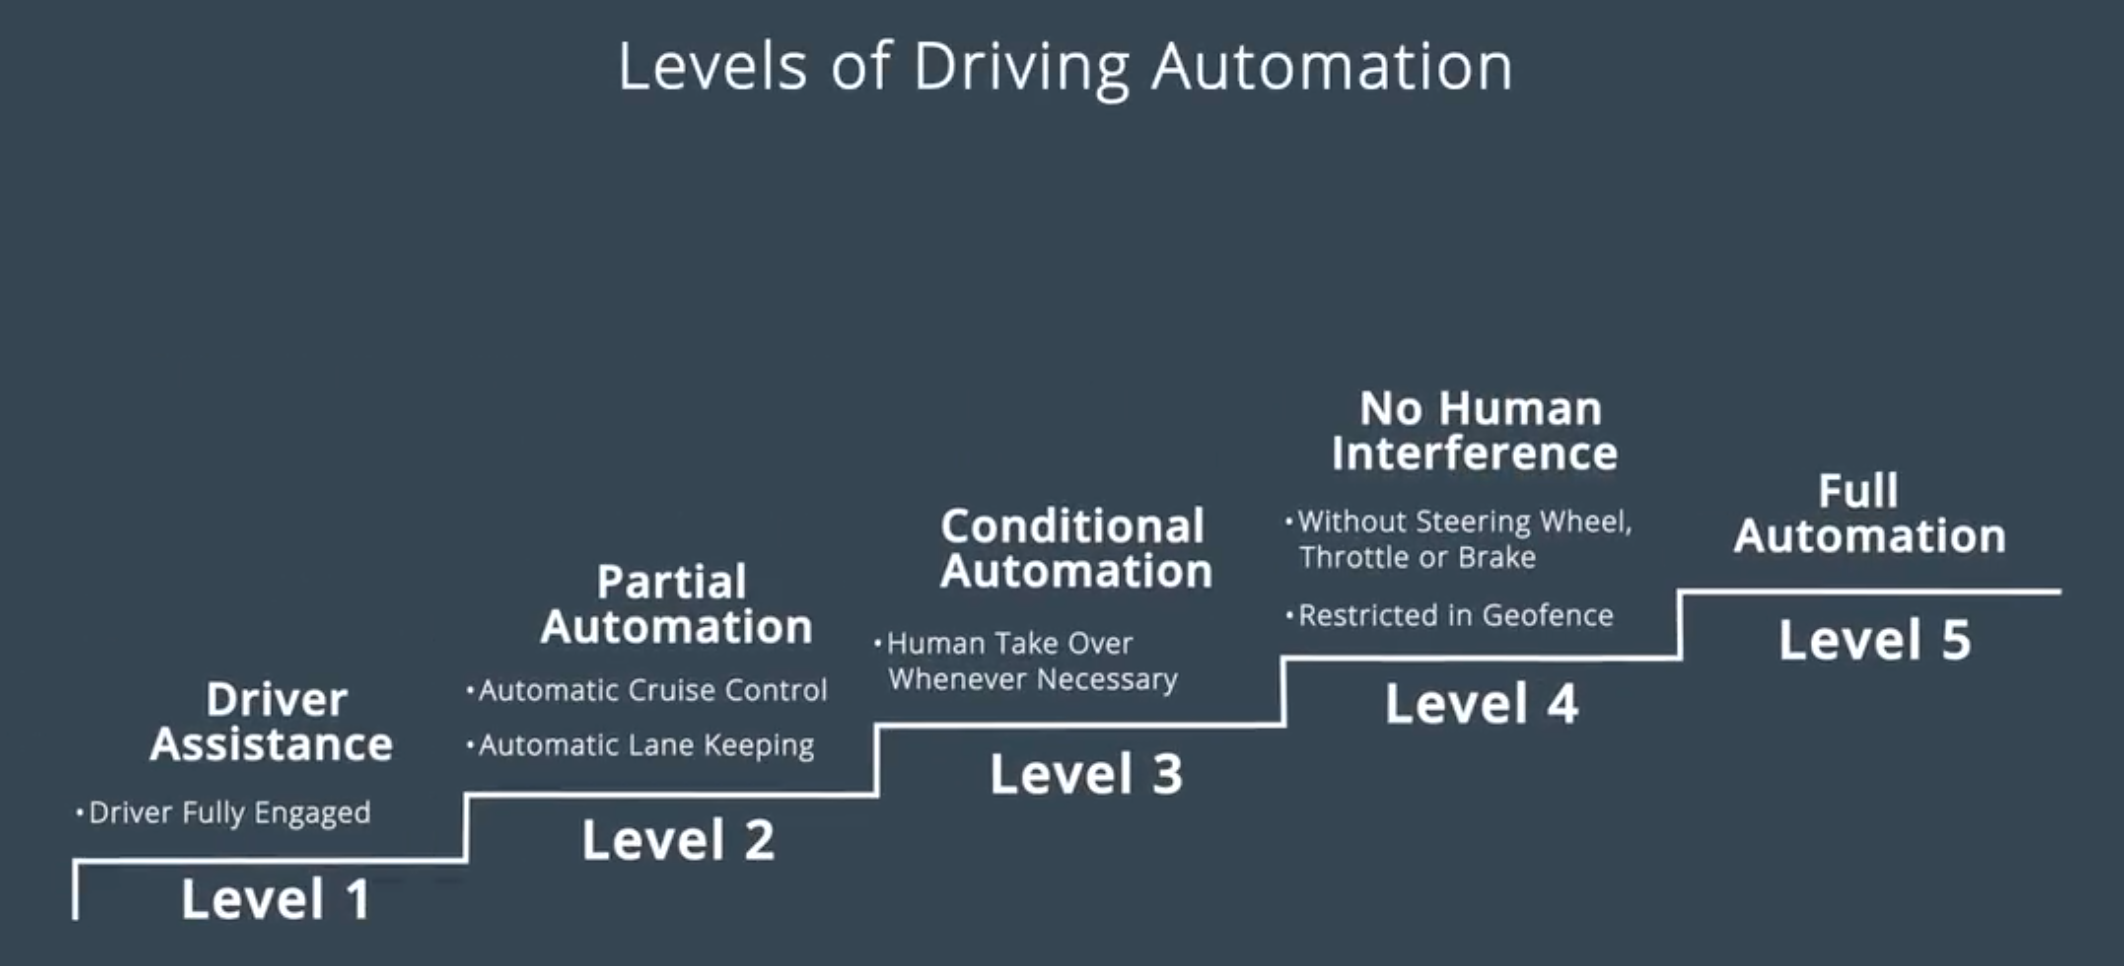 Levels of Driving Automation
Driver
Assistance
•Driver Fully Engaged
Level 1
Partial
Automation
•Automatic Cruise Control
•Automatic Lane Keeping
Level 2
Conditional
Automation
•Human Take Over
Whenever Necessary
Level 3
No Human
Interference
•Without Steering Wheel,
Throttle or Brake
•Restricted in Geofence
Level 4
Full
Automation
Level 5